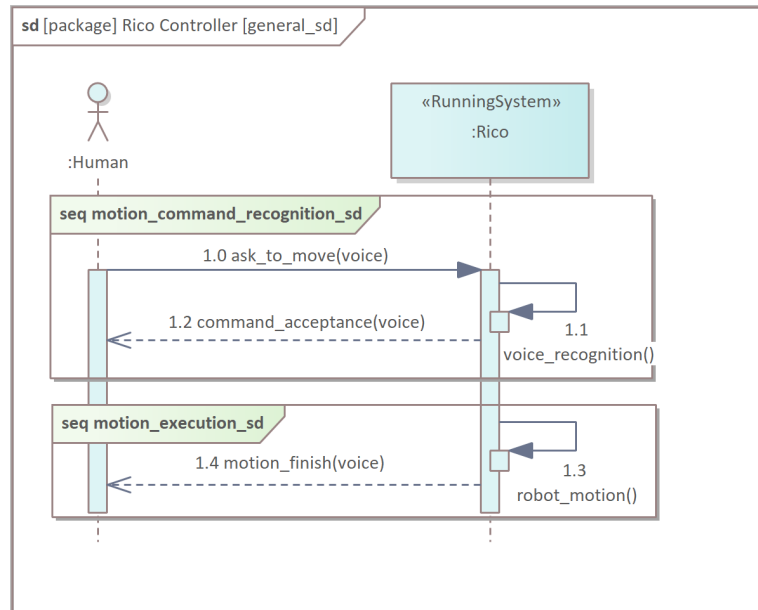 sd [package] Rico Controller [general_sd]
«RunningSystem»
:Rico
:Human
seq motion_command_recognition_sd
1.0 ask_to_move(voice)
1.2 command_acceptance(voice)
1.1
voice_recognition()
seq motion_execution_sd
1.4 motion_finish(voice)
1.3
robot_motion()